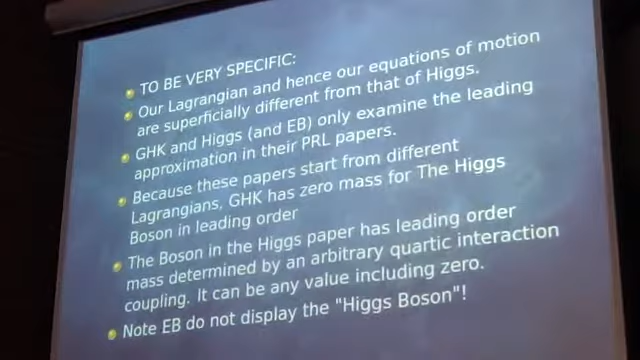 TO BE VERY SPECIFIC:
Our Lagrangian and hence our equations of motion
are superficially different from that of Higgs.
GHK and Higgs (and EB) only examine the leading
approximation in their PRL papers.
Because these papers start from different
Lagrangians, GHK has zero mass for The Higgs
Boson in leading order
The Boson in the Higgs paper has leading order
mass determined by an arbitrary quartic interaction
coupling. It can be any value including zero.
Note EB do not display the "Higgs Boson"!